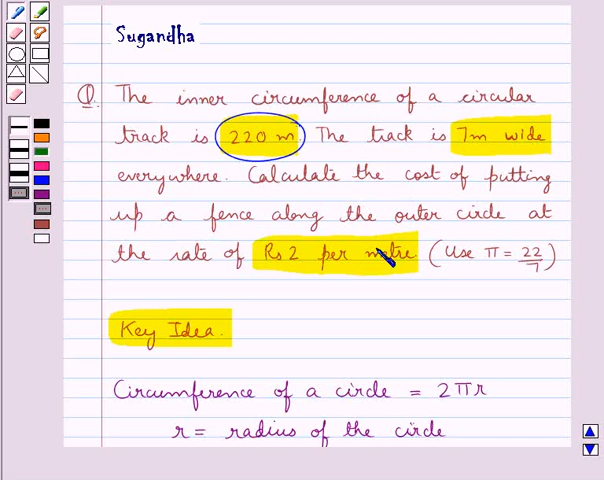 Sugandha
Q. The inner circumference of a circular
track is 220 m. The track is 7m wide
everywhere. Calculate the cost of putting
up a fence along the outer circle at
the rate of Rs 2 per metre (Use π = 22/7)
Key Idea.
Circumference of a circle = 2πr
r = radius of the circle